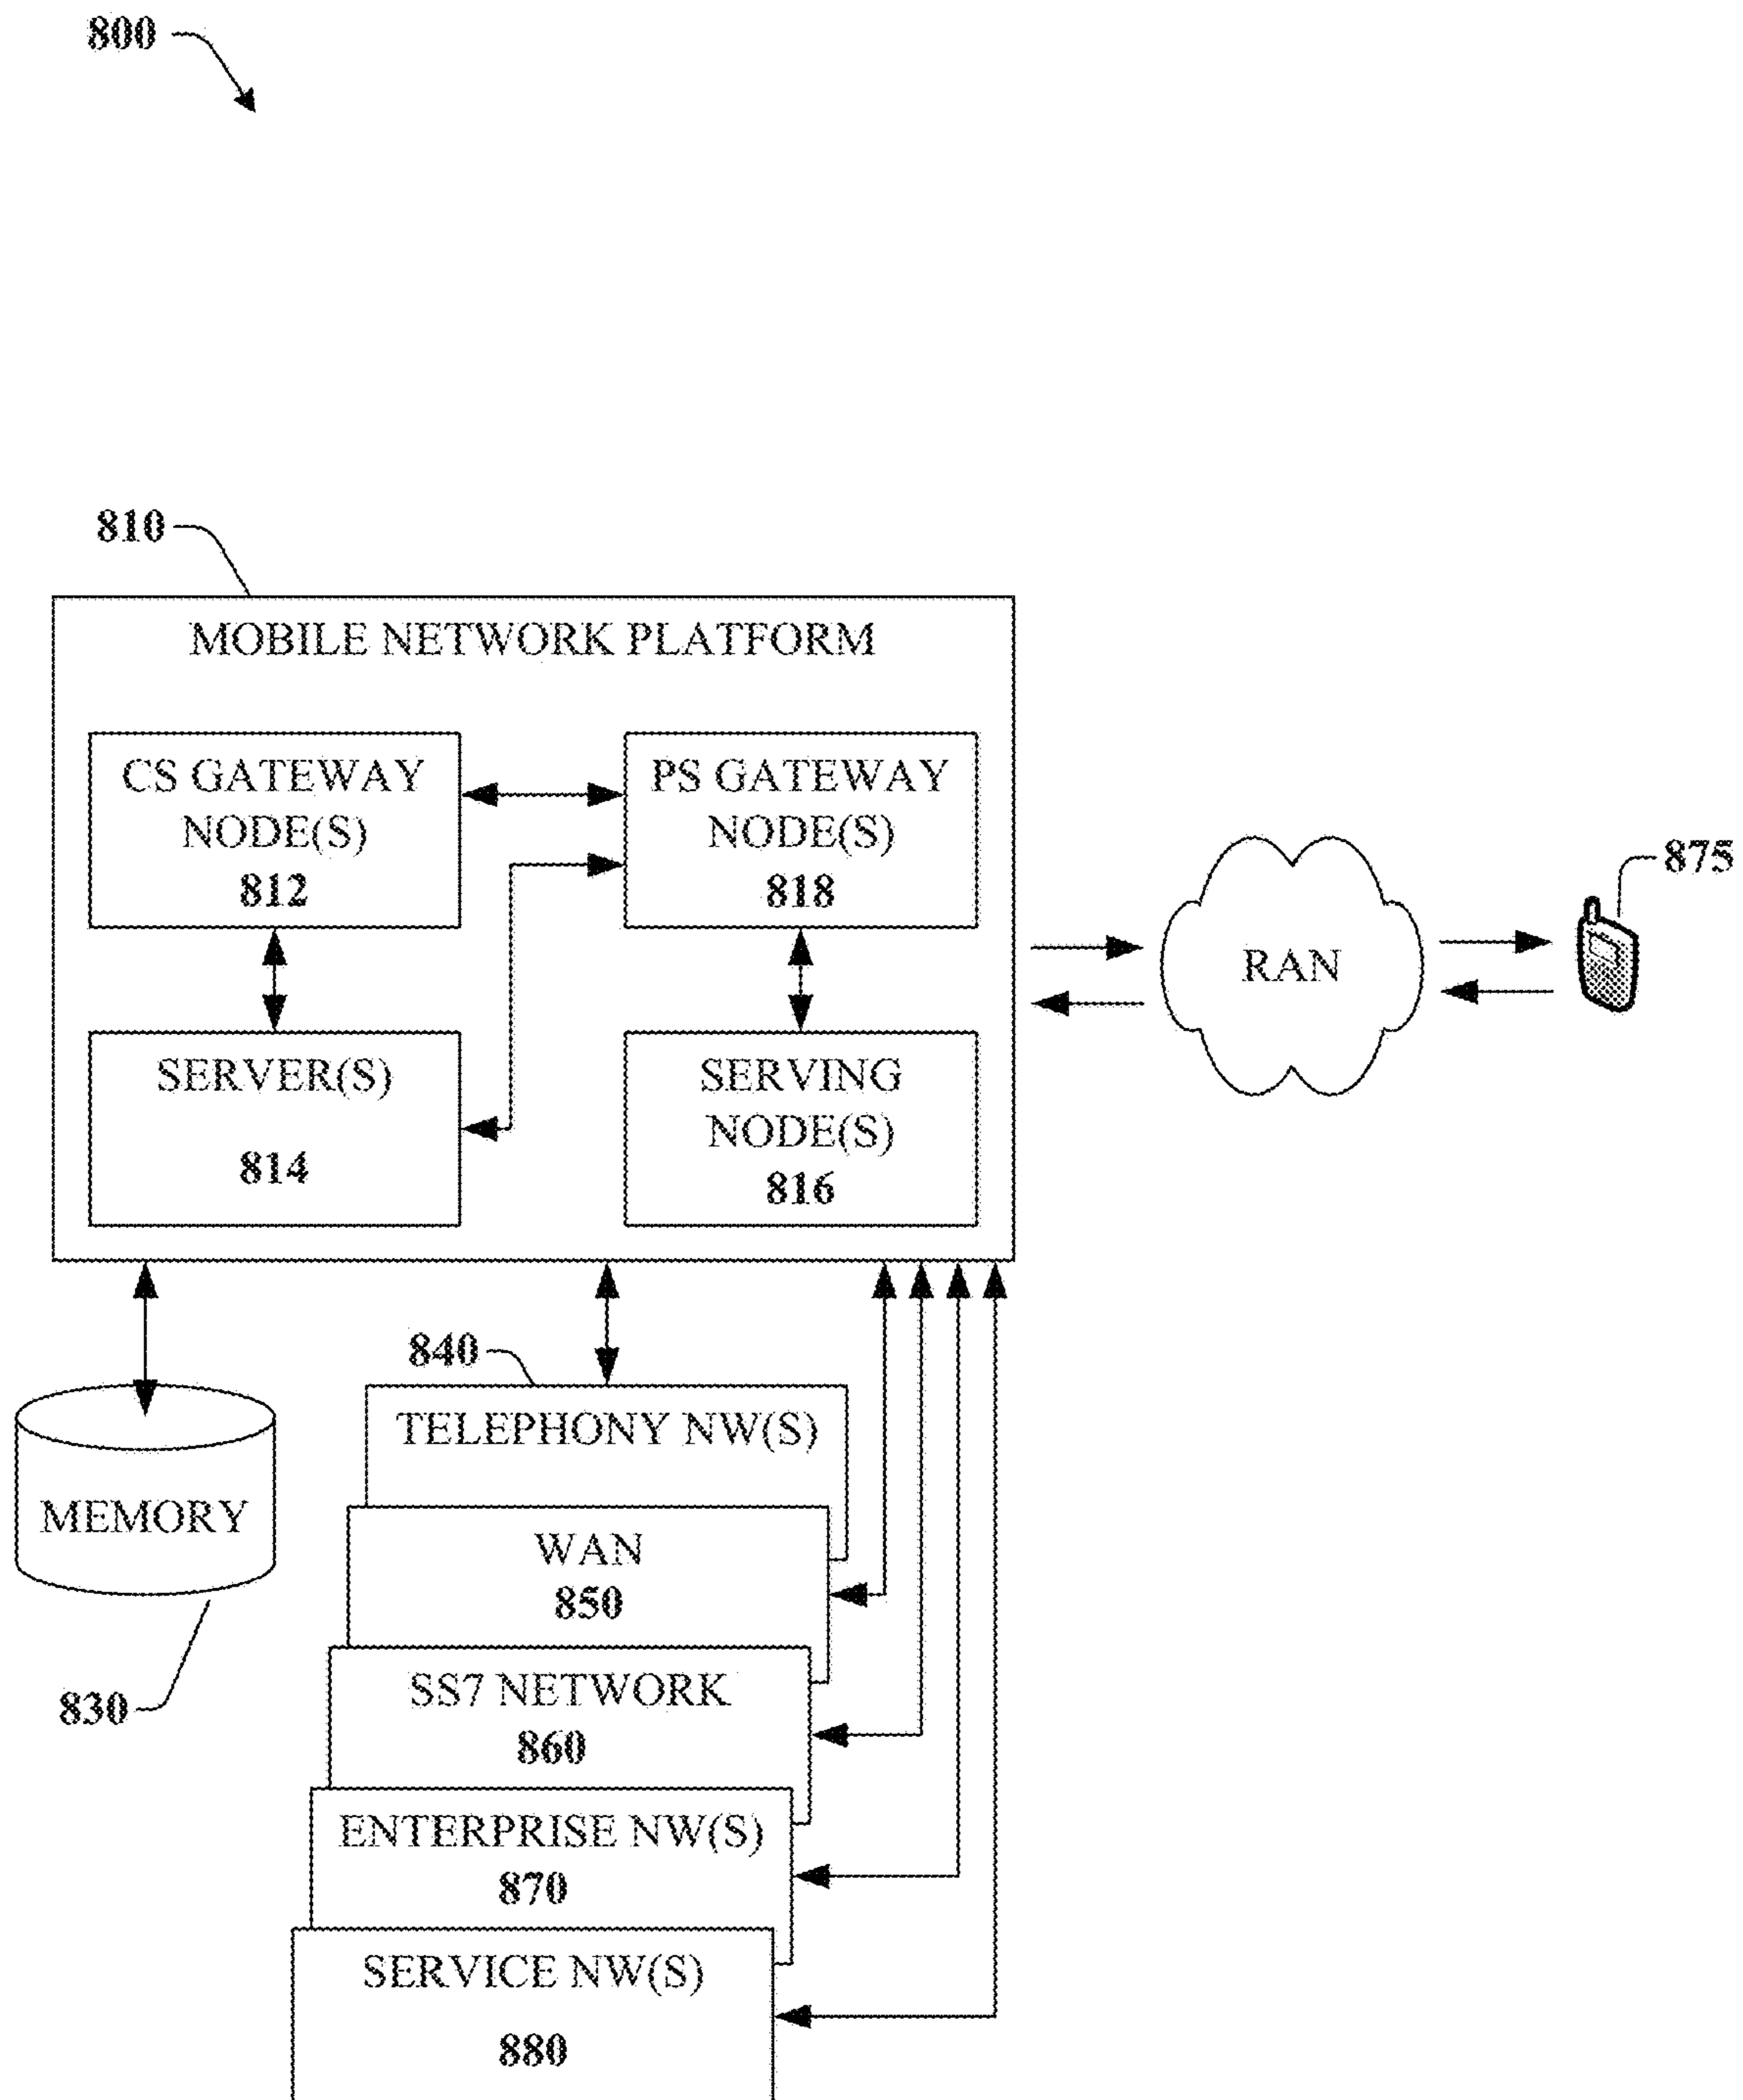 800
810
MOBILE NETWORK PLATFORM
CS GATEWAY
NODE(S)
812
PS GATEWAY
NODE(S)
818
SERVER(S)
814
SERVING
NODE(S)
816
RAN
875
840
TELEPHONY NW(S)
MEMORY
830
WAN
850
SS7 NETWORK
860
ENTERPRISE NW(S)
870
SERVICE NW(S)
880